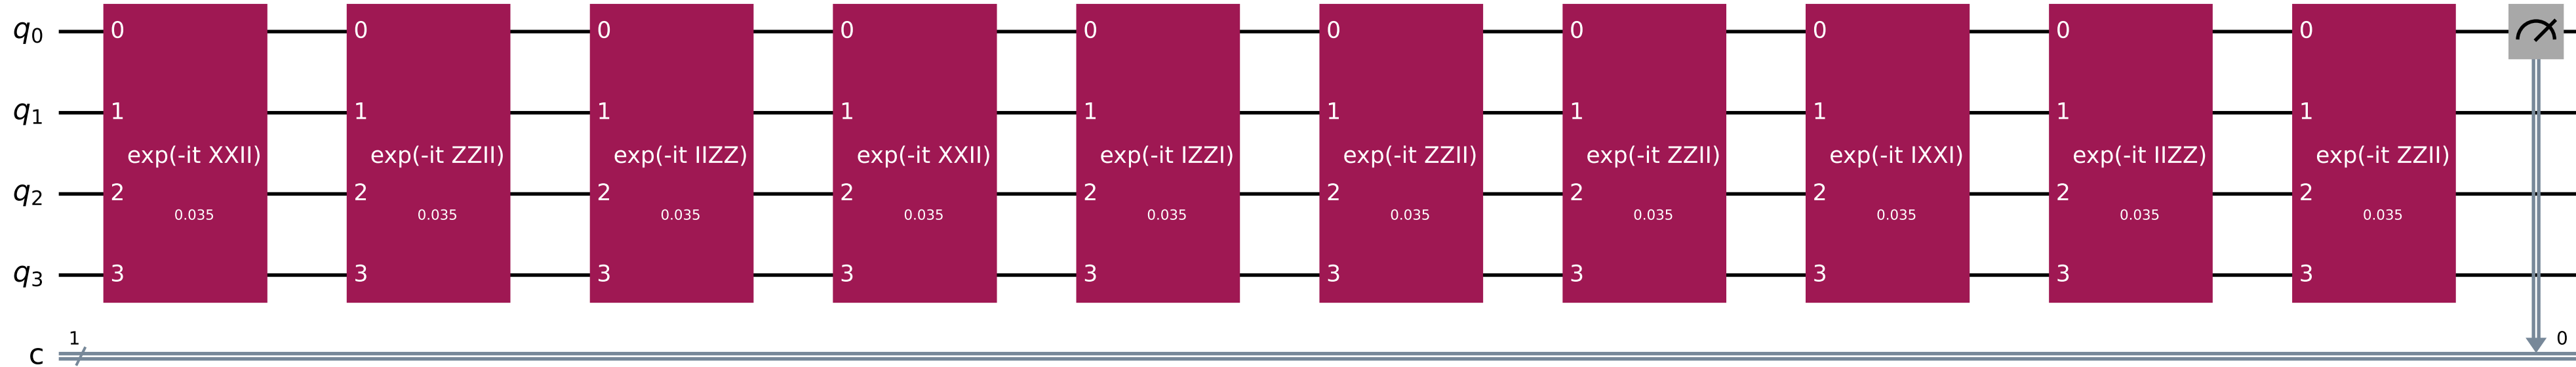 q0 0 0 0 0 0 0 0 0 0 0
q1 1 1 1 1 1 1 1 1 1 1
exp(-it XXII) exp(-it ZZII) exp(-it IIZZ) exp(-it XXII) exp(-it IZZI) exp(-it ZZII) exp(-it ZZII) exp(-it IXXI) exp(-it IIZZ) exp(-it ZZII)
q2 2 2 2 2 2 2 2 2 2 2
0.035 0.035 0.035 0.035 0.035 0.035 0.035 0.035 0.035 0.035
q3 3 3 3 3 3 3 3 3 3 3
1 0
c